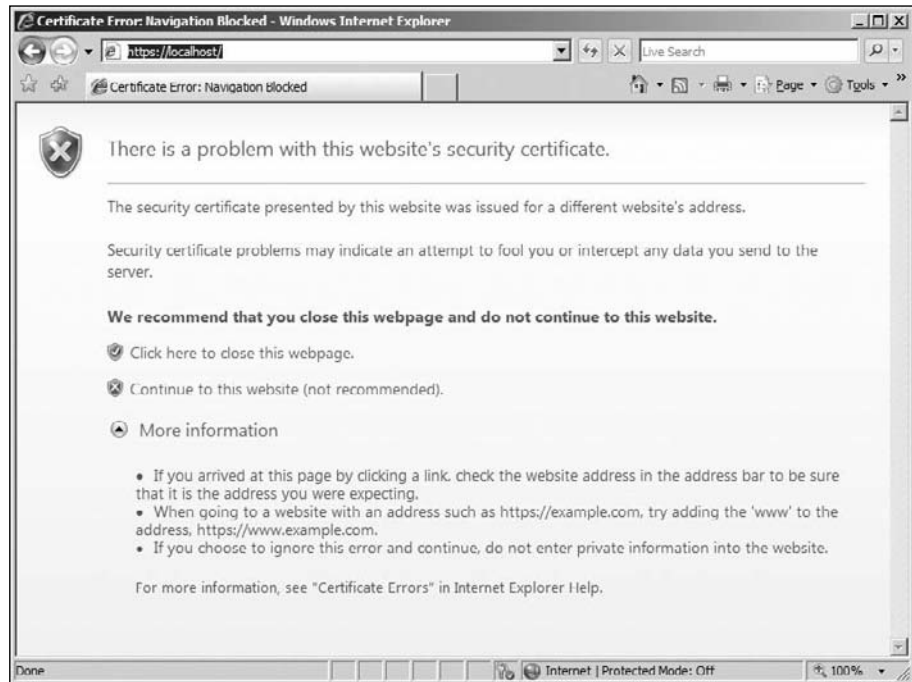 Certificate Error: Navigation Blocked - Windows Internet Explorer
https://localhost/
Live Search
Certificate Error: Navigation Blocked
Page
Tools
There is a problem with this website's security certificate.
The security certificate presented by this website was issued for a different website's address.
Security certificate problems may indicate an attempt to fool you or intercept any data you send to the
server.
We recommend that you close this webpage and do not continue to this website.
Click here to close this webpage.
Continue to this website (not recommended).
More information
• If you arrived at this page by clicking a link, check the website address in the address bar to be sure
that it is the address you were expecting.
• When going to a website with an address such as https://example.com, try adding the 'www' to the
address, https://www.example.com.
• If you choose to ignore this error and continue, do not enter private information into the website.
For more information, see "Certificate Errors" in Internet Explorer Help.
Done
Internet | Protected Mode: Off
100%